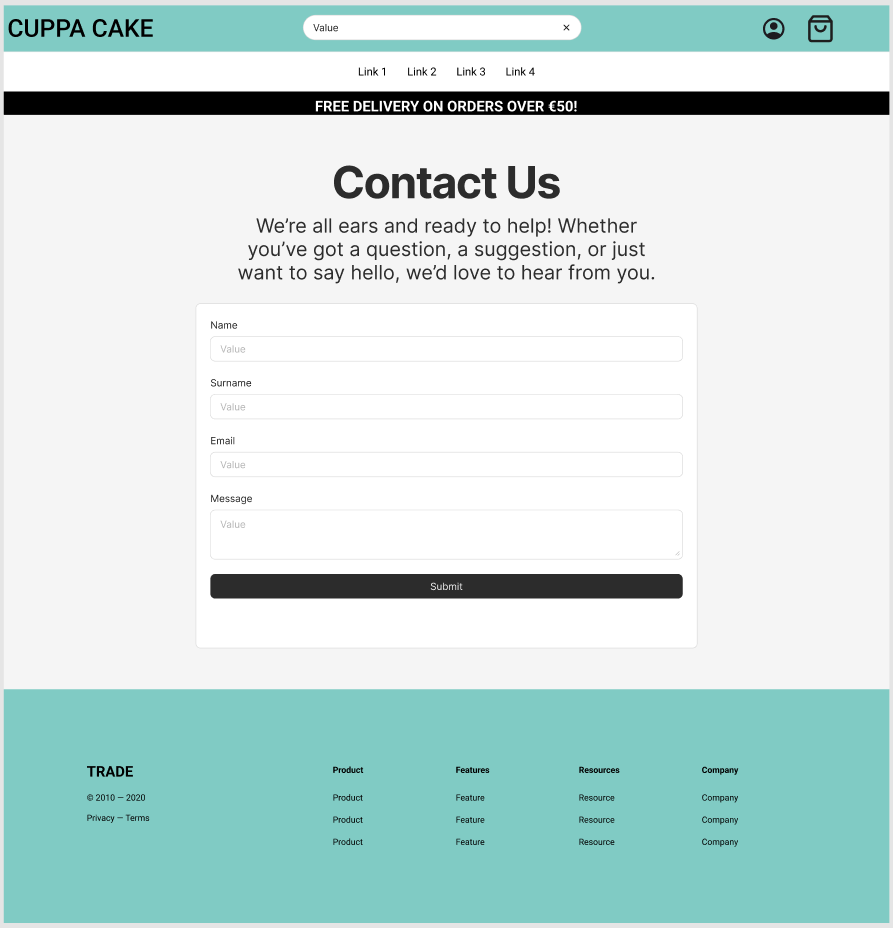 CUPPA CAKE
Value
Link 1 Link 2 Link 3 Link 4
FREE DELIVERY ON ORDERS OVER €50!
Contact Us
We’re all ears and ready to help! Whether
you’ve got a question, a suggestion, or just
want to say hello, we’d love to hear from you.
Name
Value
Surname
Value
Email
Value
Message
Value
Submit
TRADE
© 2010 — 2020
Privacy — Terms
Product
Product
Product
Product
Features
Feature
Feature
Feature
Resources
Resource
Resource
Resource
Company
Company
Company
Company